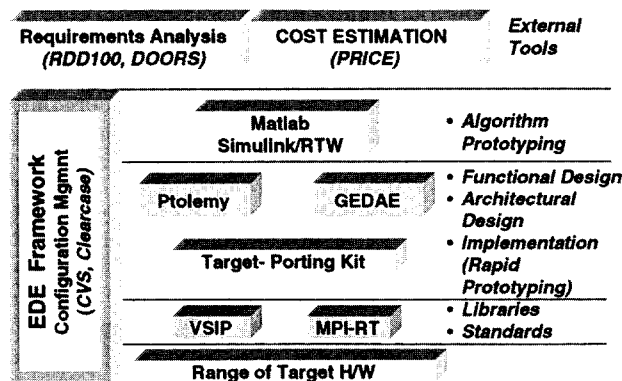 Requirements Analysis
(RDD100, DOORS)
COST ESTIMATION
(PRICE)
External
Tools
EDE Framework
Configuration Mgmnt
(CVS, Clearcase)
Matlab
Simulink/RTW
• Algorithm
Prototyping
Ptolemy
GEDAE
Target- Porting Kit
• Functional Design
• Architectural
Design
• Implementation
(Rapid
Prototyping)
VSIP
MPI-RT
• Libraries
• Standards
Range of Target H/W